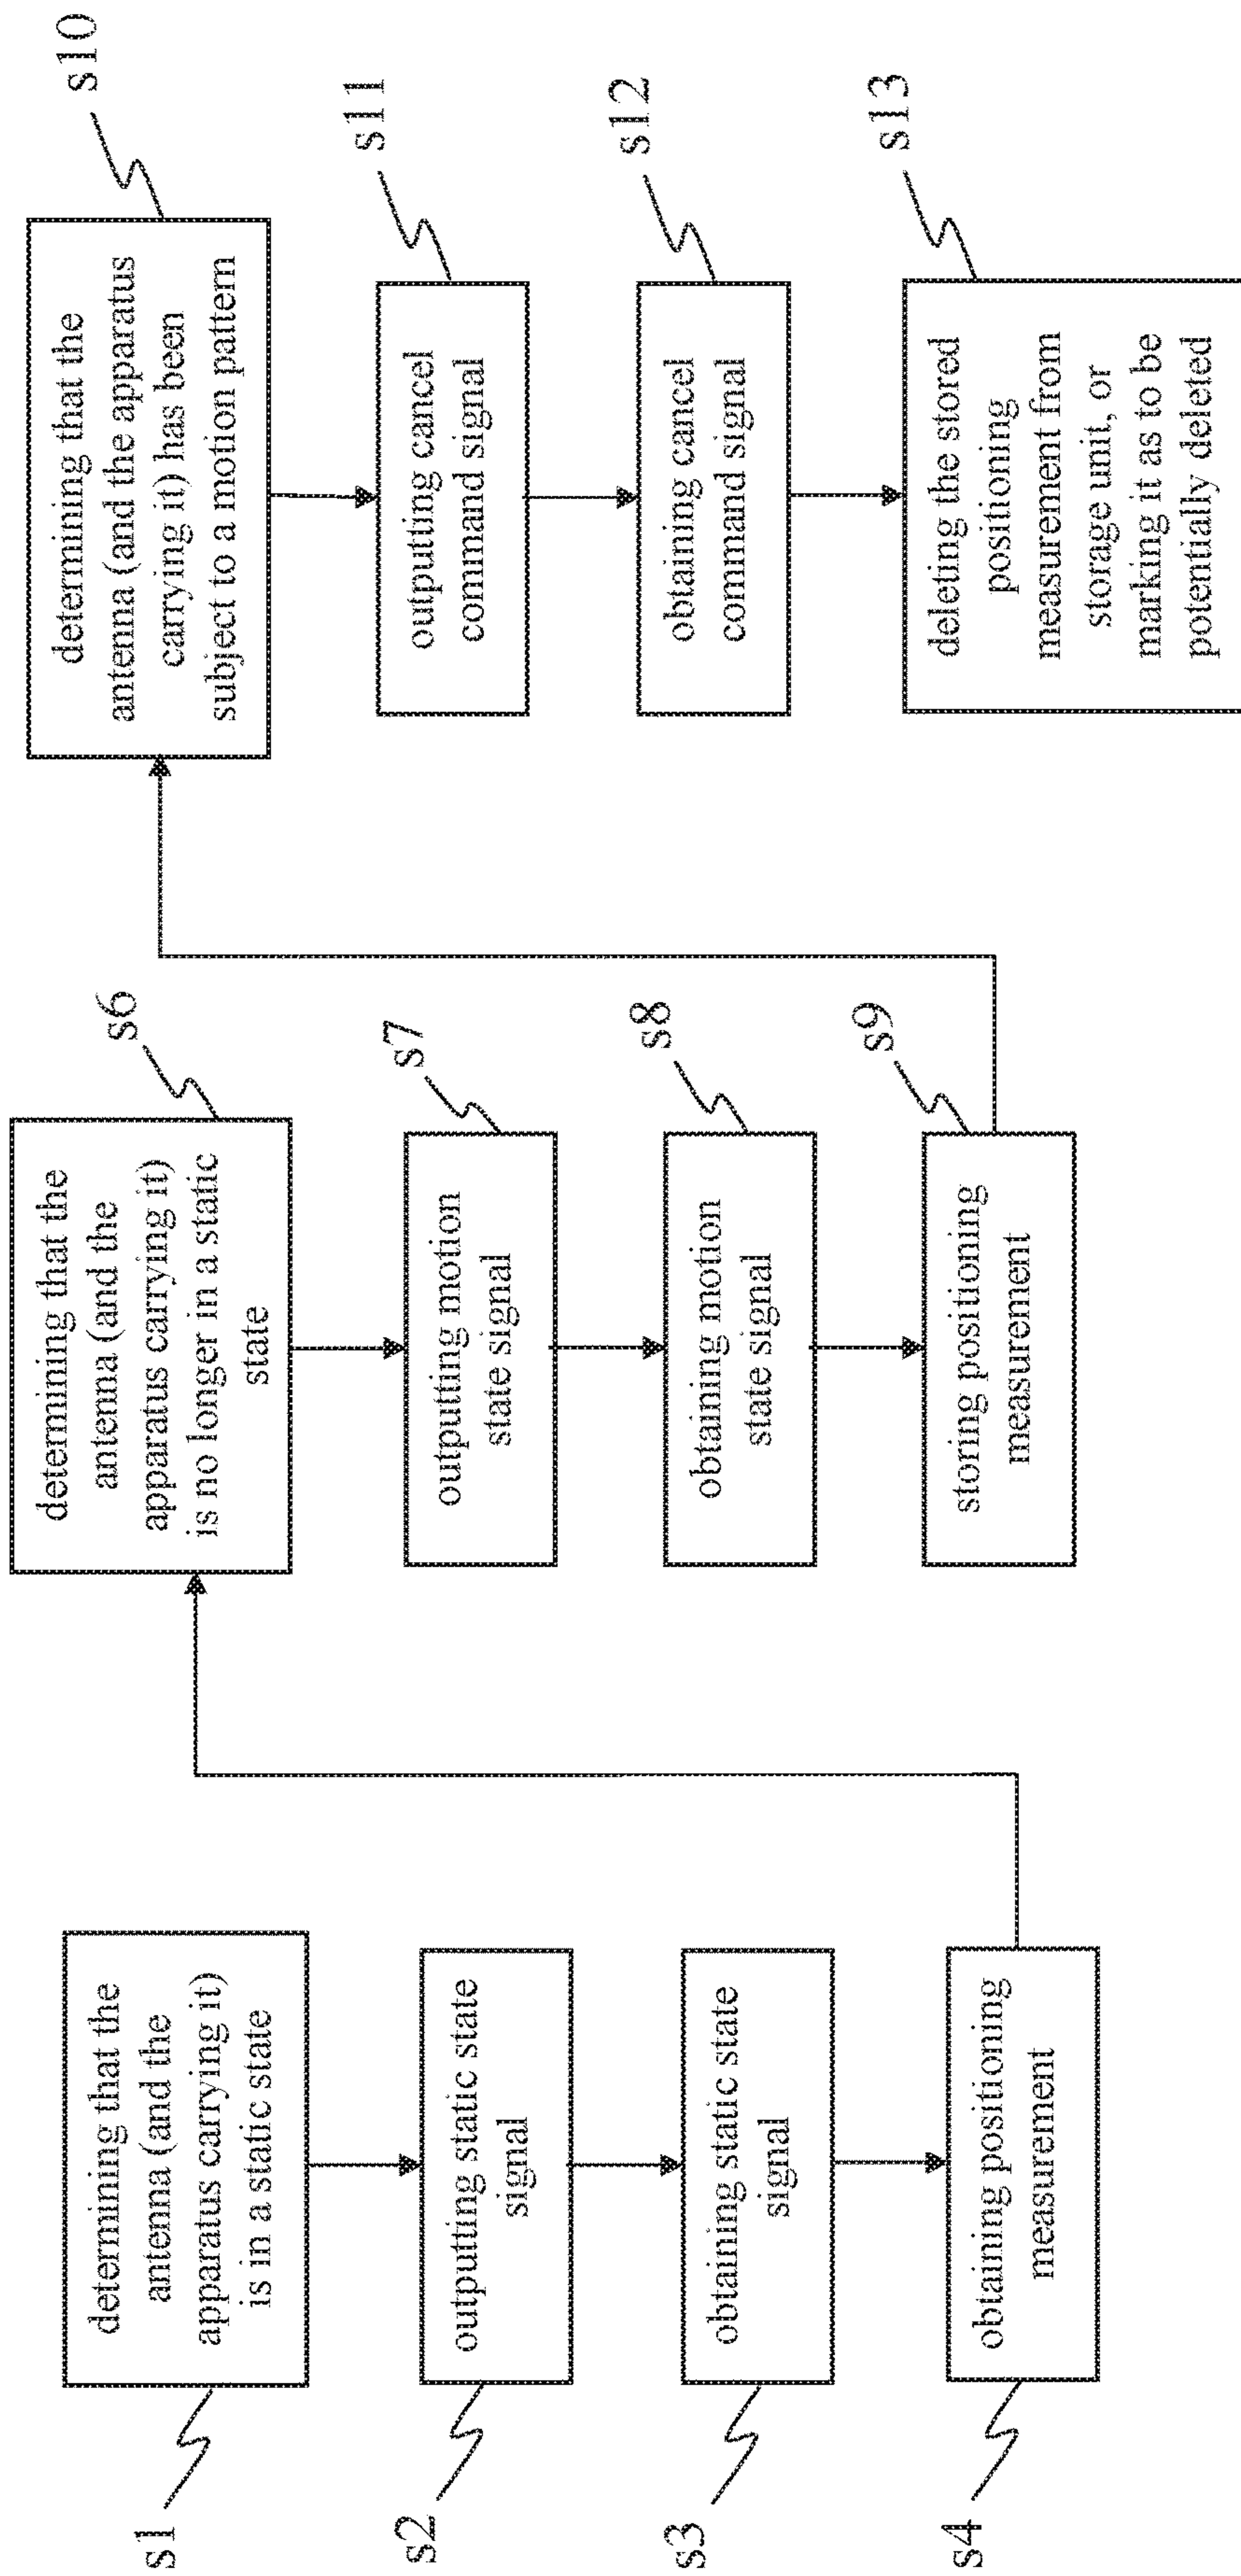 s1
determining that the
antenna (and the
apparatus carrying it)
is in a static state
s2
outputting static state
signal
s3
obtaining static state
signal
s4
obtaining positioning
measurement
s6
determining that the
antenna (and the
apparatus carrying it)
is no longer in a static
state
s7
outputting motion
state signal
s8
obtaining motion
state signal
s9
storing positioning
measurement
s10
determining that the
antenna (and the apparatus
carrying it) has been
subject to a motion pattern
s11
outputting cancel
command signal
s12
obtaining cancel
command signal
s13
deleting the stored
positioning
measurement from
storage unit, or
marking it as to be
potentially deleted